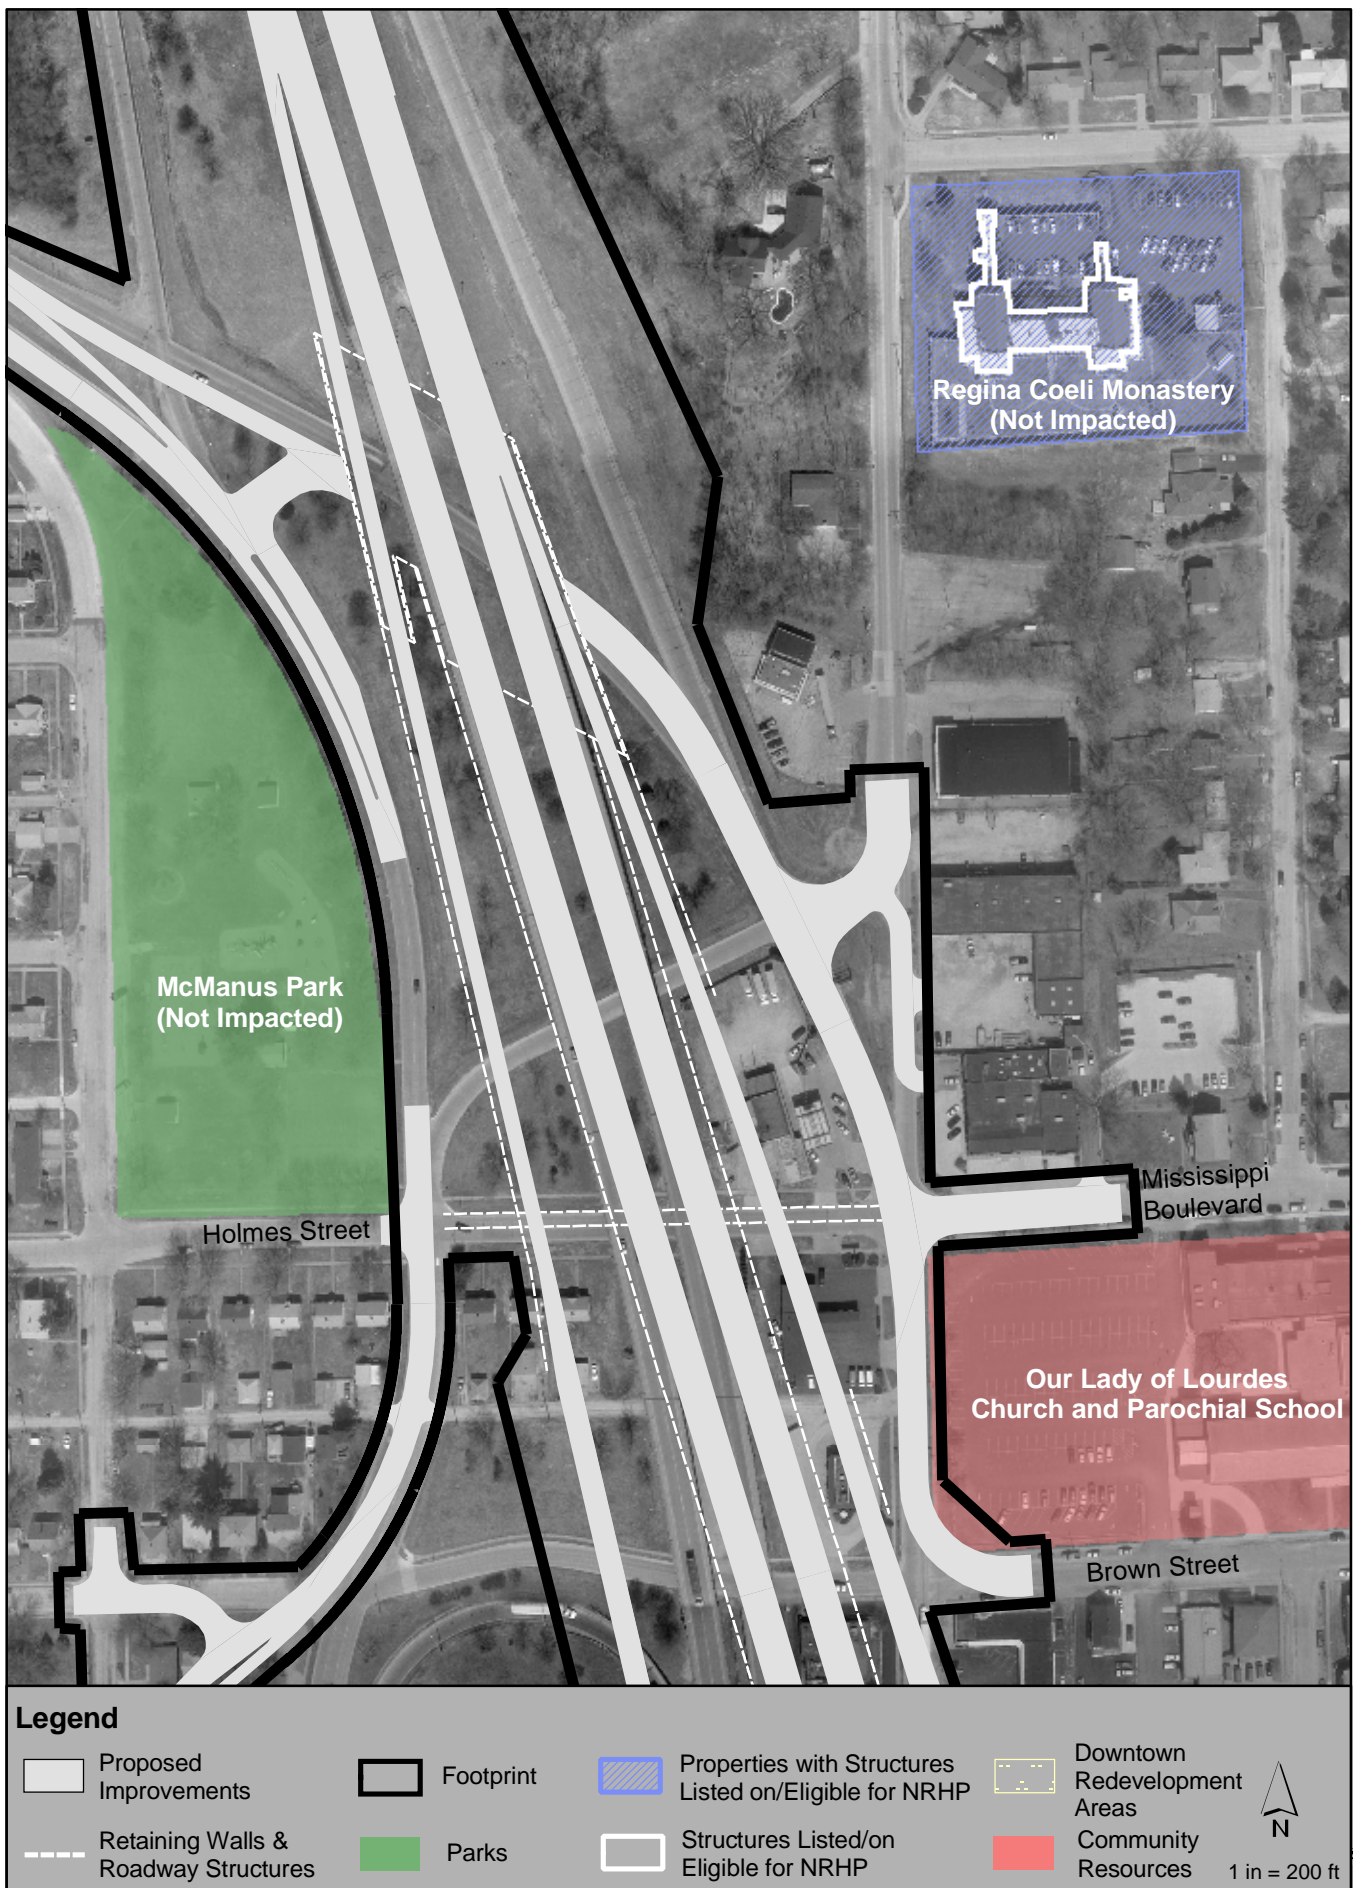 Regina Coeli Monastery
(Not Impacted)
McManus Park
(Not Impacted)
Mississippi
Boulevard
Holmes Street
Our Lady of Lourdes
Church and Parochial School
Brown Street
Legend
Proposed
Improvements
Footprint
Properties with Structures
Listed on/Eligible for NRHP
Downtown
Redevelopment
Areas
Retaining Walls &
Roadway Structures
Parks
Structures Listed/on
Eligible for NRHP
Community
Resources
N
1 in = 200 ft